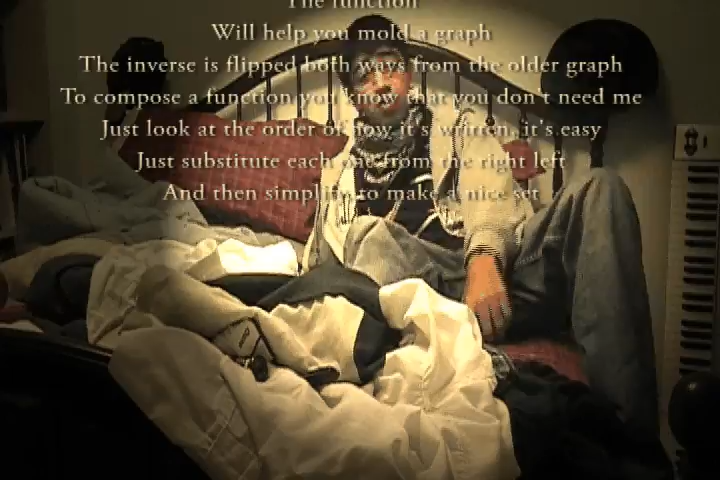 The function
Will help you mold a graph
The inverse is flipped both ways from the older graph
To compose a function you know that you don't need me
Just look at the order of how it's written, it's easy
Just substitute each one from the right left
And then simplify to make a nice set